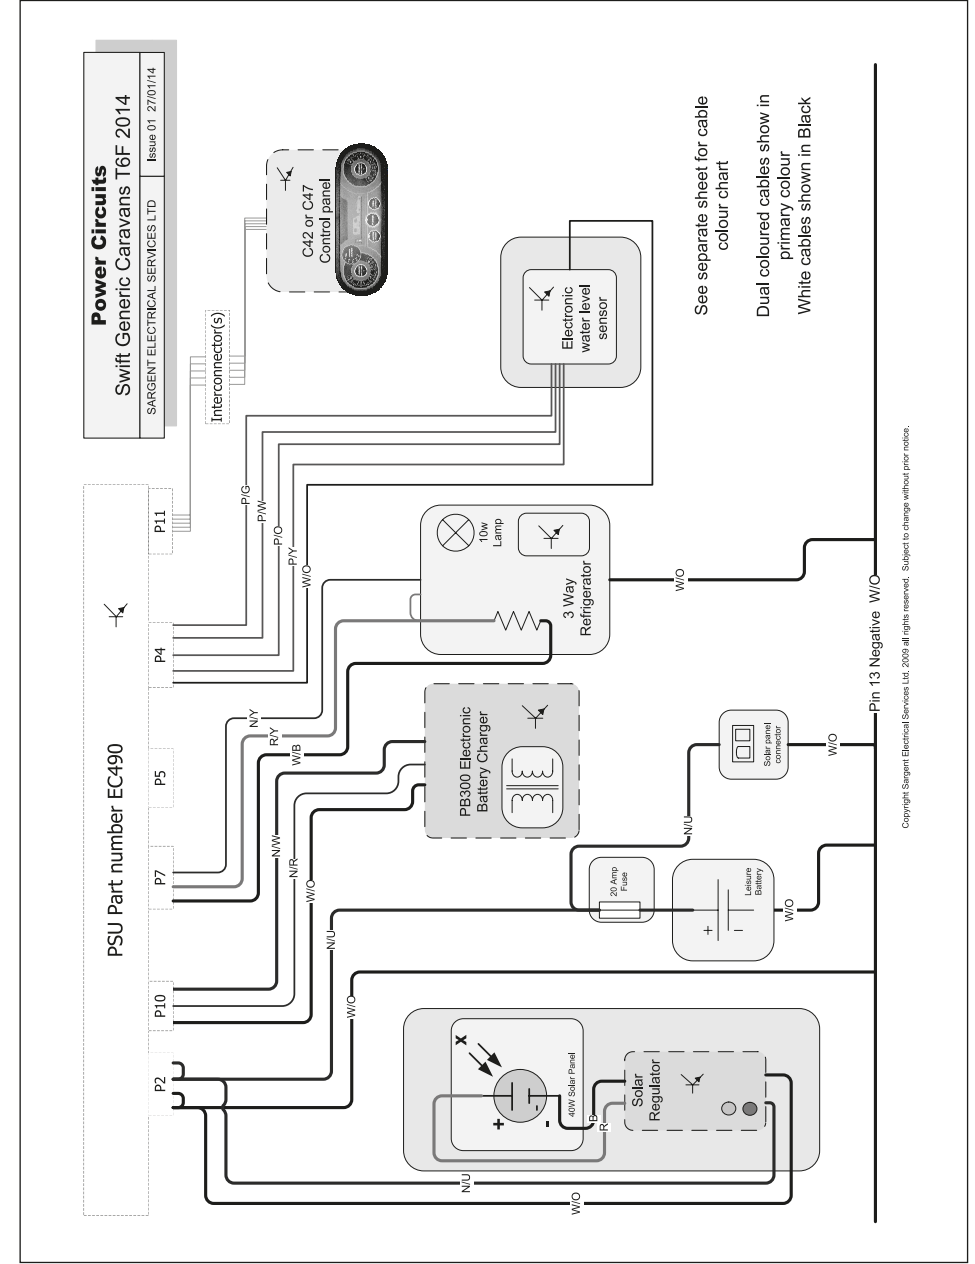 Power Circuits
Swift Generic Caravans T6F 2014
SARGENT ELECTRICAL SERVICES LTD
Issue 01 27/01/14
PSU Part number EC490
P2
P10
P7
P5
P4
P11
Interconnector(s)
C42 or C47
Control panel
P/G
P/W
P/O
P/Y
W/O
N/Y
R/Y
W/B
N/W
N/R
W/O
N/U
W/O
Electronic
water level
sensor
10w
Lamp
3 Way
Refrigerator
W/O
PB300 Electronic
Battery Charger
20 Amp
Fuse
+
–
Leisure
Battery
W/O
N/U
Solar panel
connector
W/O
X
+
-
40W Solar Panel
B
R
Solar
Regulator
N/U
W/O
See separate sheet for cable
colour chart
Dual coloured cables show in
primary colour
White cables shown in Black
Pin 13 Negative W/O
Copyright Sargent Electrical Services Ltd. 2009 all rights reserved. Subject to change without prior notice.